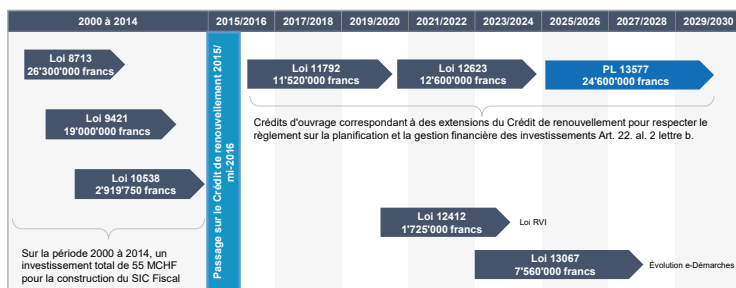 2000 à 2014
2015/2016
2017/2018
2019/2020
2021/2022
2023/2024
2025/2026
2027/2028
2029/2030
Loi 8713
26'300'000 francs
Loi 9421
19'000'000 francs
Loi 10538
2'919'750 francs
Sur la période 2000 à 2014, un
investissement total de 55 MCHF
pour la construction du SIC Fiscal
Passage sur le Crédit de renouvellement 2015/
mi-2016
Loi 11792
11'520'000 francs
Loi 12623
12'600'000 francs
PL 13577
24'600'000 francs
Crédits d'ouvrage correspondant à des extensions du Crédit de renouvellement pour respecter le
règlement sur la planification et la gestion financière des investissements Art. 22. al. 2 lettre b.
Loi 12412
1'725'000 francs
Loi RVI
Loi 13067
7'560'000 francs
Évolution e-Démarches